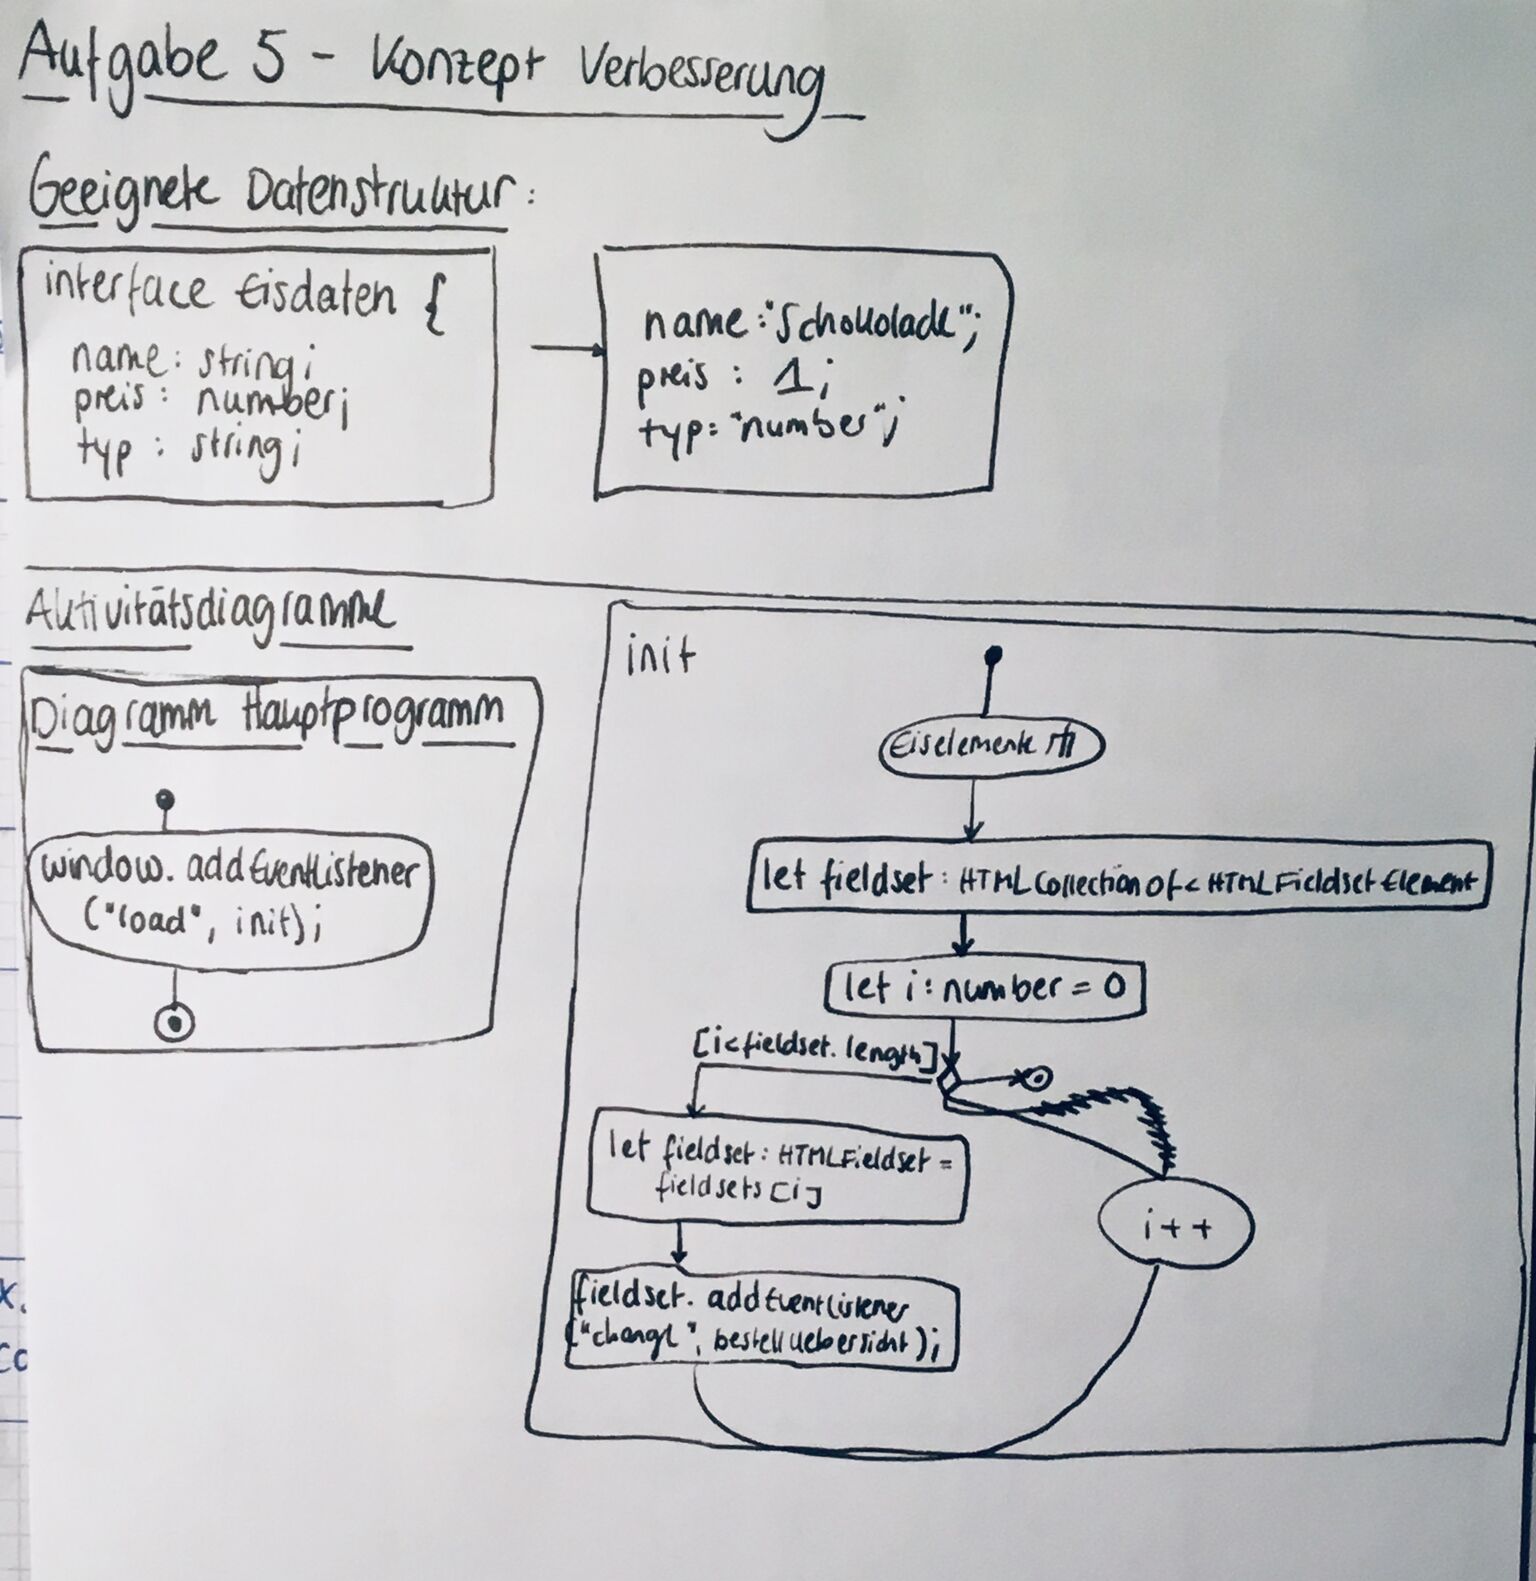 Aufgabe 5 - Konzept Verbesserung
Geeignete Datenstruktur:
interface Eisdaten {
name: string;
preis: number;
typ: string;
name: "Schokolade";
preis: 1;
typ: "number";
Aktivitätsdiagramme
Diagramm Hauptprogramm
window.addEventListener
("load", init);
init
Eiselemente
let fieldset: HTMLCollectionOf<HTMLFieldsetElement
let i: number = 0
[i<fieldset.length]
let fieldset: HTMLFieldset =
fieldsets[i]
i++
fieldset.addEventListener
("change", bestelluebersicht);
x.